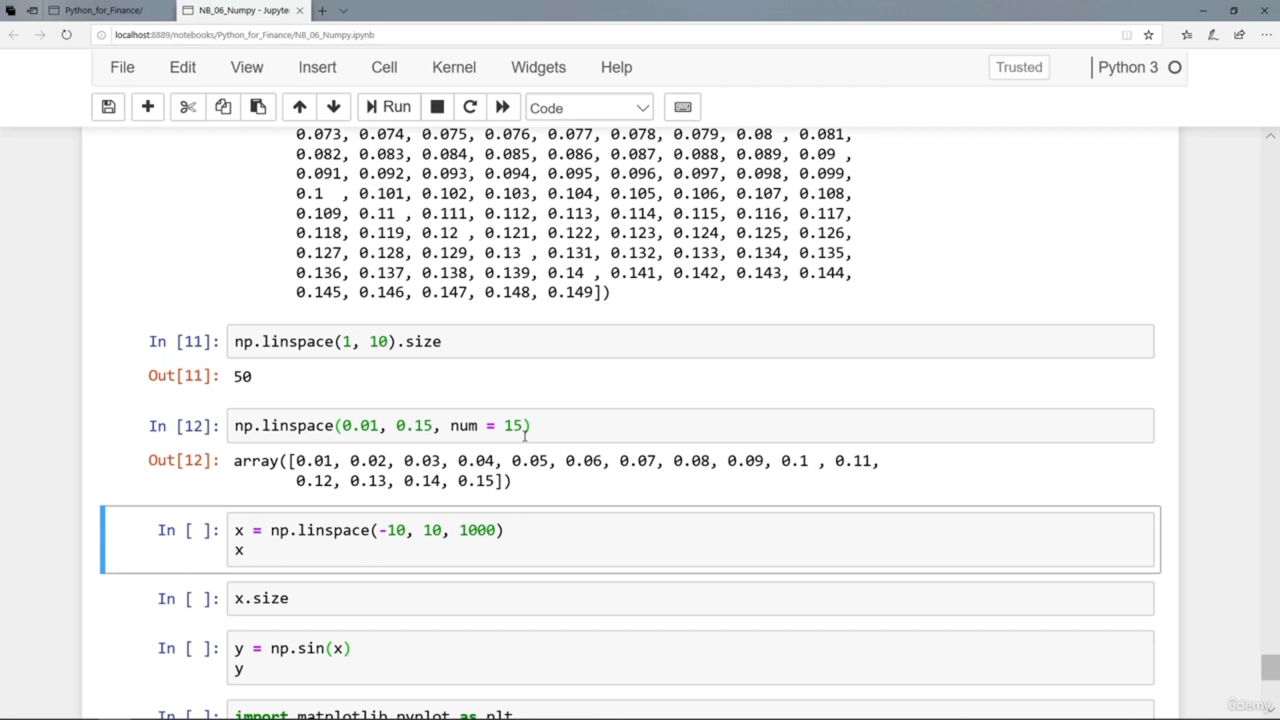 Python_for_Finance/
NB_06_Numpy - Jupyte
localhost:8889/notebooks/Python_for_Finance/NB_06_Numpy.ipynb
File Edit View Insert Cell Kernel Widgets Help Trusted Python 3
Run Code
0.073, 0.074, 0.075, 0.076, 0.077, 0.078, 0.079, 0.08 , 0.081,
0.082, 0.083, 0.084, 0.085, 0.086, 0.087, 0.088, 0.089, 0.09 ,
0.091, 0.092, 0.093, 0.094, 0.095, 0.096, 0.097, 0.098, 0.099,
0.1  , 0.101, 0.102, 0.103, 0.104, 0.105, 0.106, 0.107, 0.108,
0.109, 0.11 , 0.111, 0.112, 0.113, 0.114, 0.115, 0.116, 0.117,
0.118, 0.119, 0.12 , 0.121, 0.122, 0.123, 0.124, 0.125, 0.126,
0.127, 0.128, 0.129, 0.13 , 0.131, 0.132, 0.133, 0.134, 0.135,
0.136, 0.137, 0.138, 0.139, 0.14 , 0.141, 0.142, 0.143, 0.144,
0.145, 0.146, 0.147, 0.148, 0.149])
In [11]: np.linspace(1, 10).size
Out[11]: 50
In [12]: np.linspace(0.01, 0.15, num = 15)
Out[12]: array([0.01, 0.02, 0.03, 0.04, 0.05, 0.06, 0.07, 0.08, 0.09, 0.1 , 0.11,
0.12, 0.13, 0.14, 0.15])
In [ ]: x = np.linspace(-10, 10, 1000)
x
In [ ]: x.size
In [ ]: y = np.sin(x)
y
In [ ]: import matplotlib.pyplot as plt
ûdemy